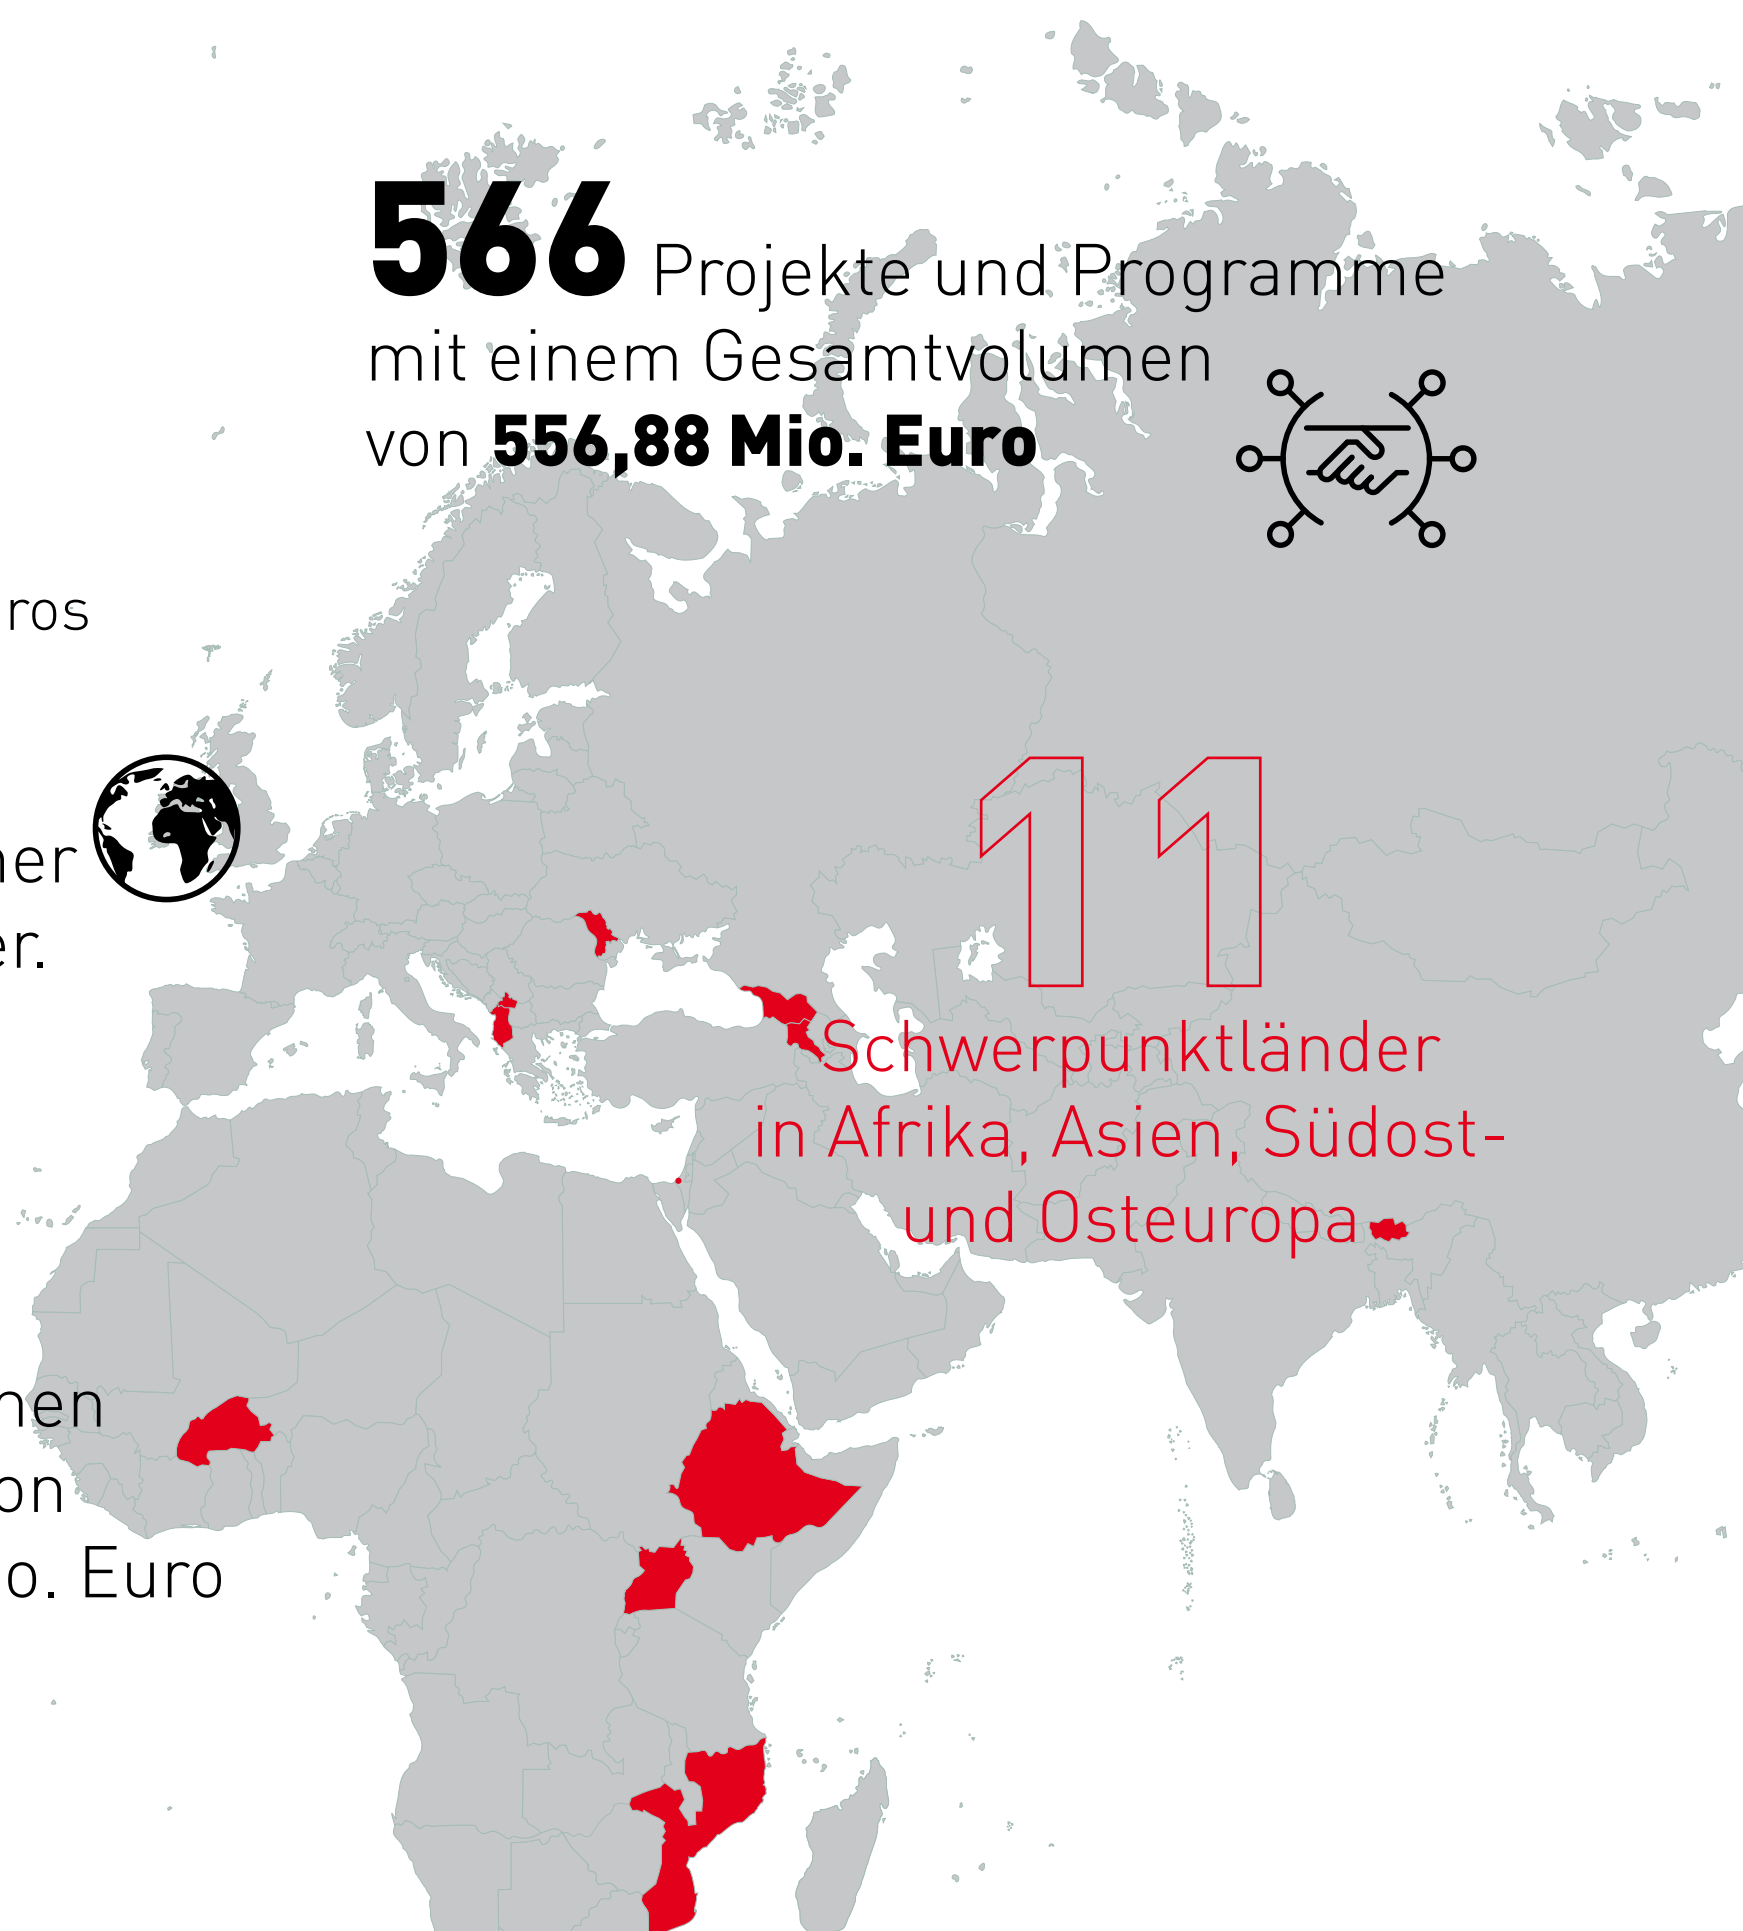 566 Projekte und Programme
mit einem Gesamtvolumen
von 556,88 Mio. Euro
ros
ner
er.
11
Schwerpunktländer
in Afrika, Asien, Südost-
und Osteuropa
nen
on
o. Euro